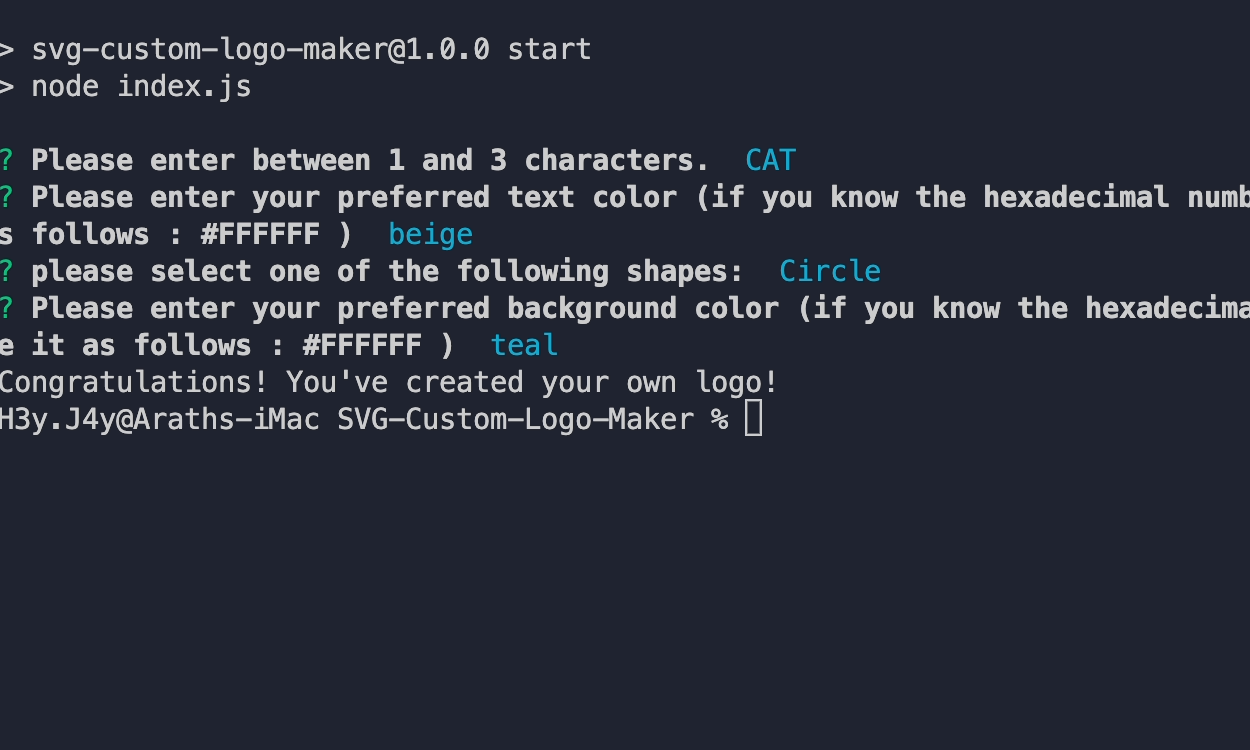 > svg-custom-logo-maker@1.0.0 start
> node index.js
? Please enter between 1 and 3 characters. CAT
? Please enter your preferred text color (if you know the hexadecimal
s follows : #FFFFFF ) beige
? please select one of the following shapes: Circle
? Please enter your preferred background color (if you know the
e it as follows : #FFFFFF ) teal
Congratulations! You've created your own logo!
H3y.J4y@Araths-iMac SVG-Custom-Logo-Maker %